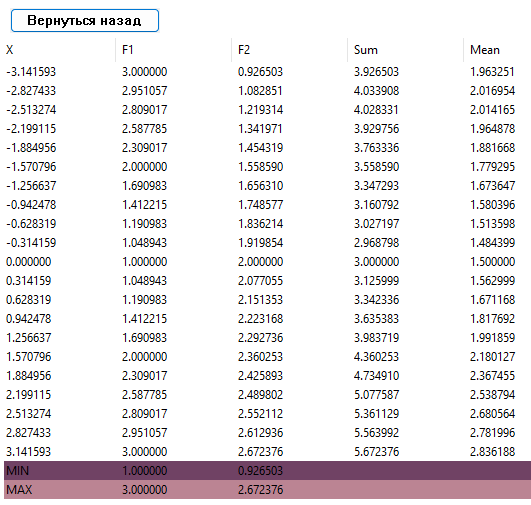 Вернуться назад
X F1 F2 Sum Mean
-3.141593 3.000000 0.926503 3.926503 1.963251
-2.827433 2.951057 1.082851 4.033908 2.016954
-2.513274 2.809017 1.219314 4.028331 2.014165
-2.199115 2.587785 1.341971 3.929756 1.964878
-1.884956 2.309017 1.454319 3.763336 1.881668
-1.570796 2.000000 1.558590 3.558590 1.779295
-1.256637 1.690983 1.656310 3.347293 1.673647
-0.942478 1.412215 1.748577 3.160792 1.580396
-0.628319 1.190983 1.836214 3.027197 1.513598
-0.314159 1.048943 1.919854 2.968798 1.484399
0.000000 1.000000 2.000000 3.000000 1.500000
0.314159 1.048943 2.077055 3.125999 1.562999
0.628319 1.190983 2.151353 3.342336 1.671168
0.942478 1.412215 2.223168 3.635383 1.817692
1.256637 1.690983 2.292736 3.983719 1.991859
1.570796 2.000000 2.360253 4.360253 2.180127
1.884956 2.309017 2.425893 4.734910 2.367455
2.199115 2.587785 2.489802 5.077587 2.538794
2.513274 2.809017 2.552112 5.361129 2.680564
2.827433 2.951057 2.612936 5.563992 2.781996
3.141593 3.000000 2.672376 5.672376 2.836188
MIN 1.000000 0.926503
MAX 3.000000 2.672376